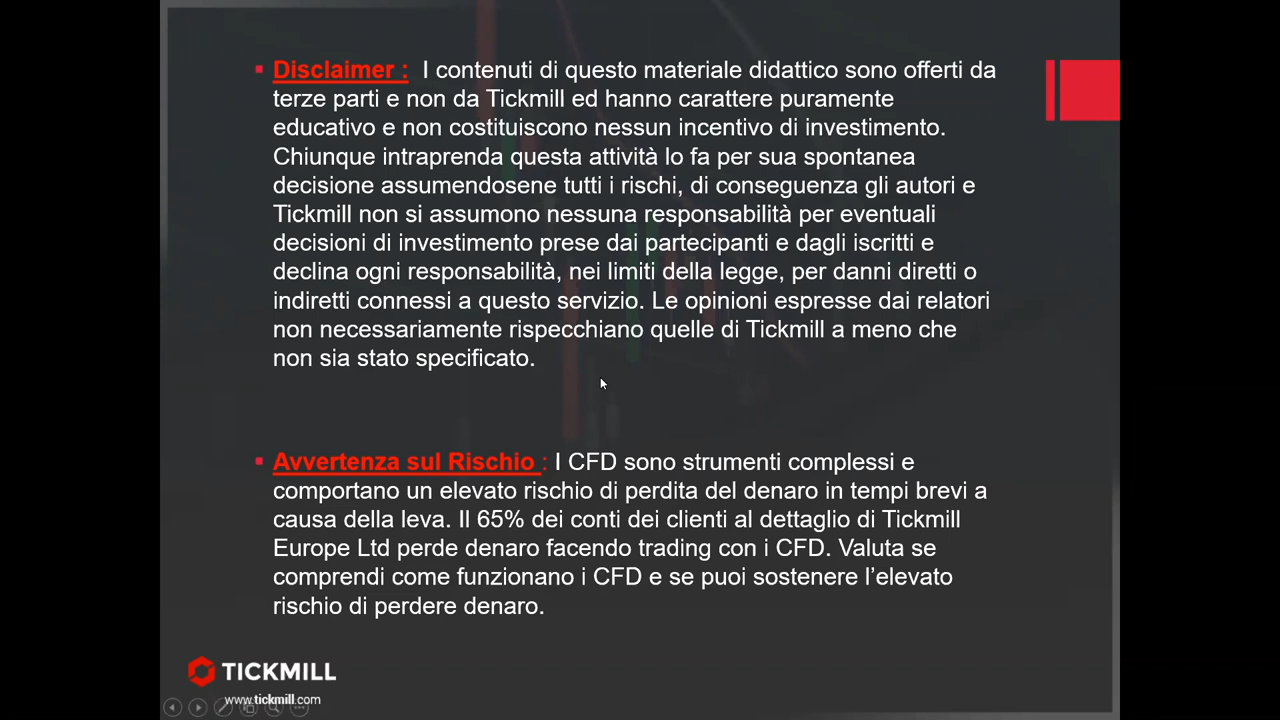 Disclaimer : I contenuti di questo materiale didattico sono offerti da
terze parti e non da Tickmill ed hanno carattere puramente
educativo e non costituiscono nessun incentivo di investimento.
Chiunque intraprenda questa attività lo fa per sua spontanea
decisione assumendosene tutti i rischi, di conseguenza gli autori e
Tickmill non si assumono nessuna responsabilità per eventuali
decisioni di investimento prese dai partecipanti e dagli iscritti e
declina ogni responsabilità, nei limiti della legge, per danni diretti o
indiretti connessi a questo servizio. Le opinioni espresse dai relatori
non necessariamente rispecchiano quelle di Tickmill a meno che
non sia stato specificato.
Avvertenza sul Rischio : I CFD sono strumenti complessi e
comportano un elevato rischio di perdita del denaro in tempi brevi a
causa della leva. Il 65% dei conti dei clienti al dettaglio di Tickmill
Europe Ltd perde denaro facendo trading con i CFD. Valuta se
comprendi come funzionano i CFD e se puoi sostenere l’elevato
rischio di perdere denaro.
TICKMILL
www.tickmill.com